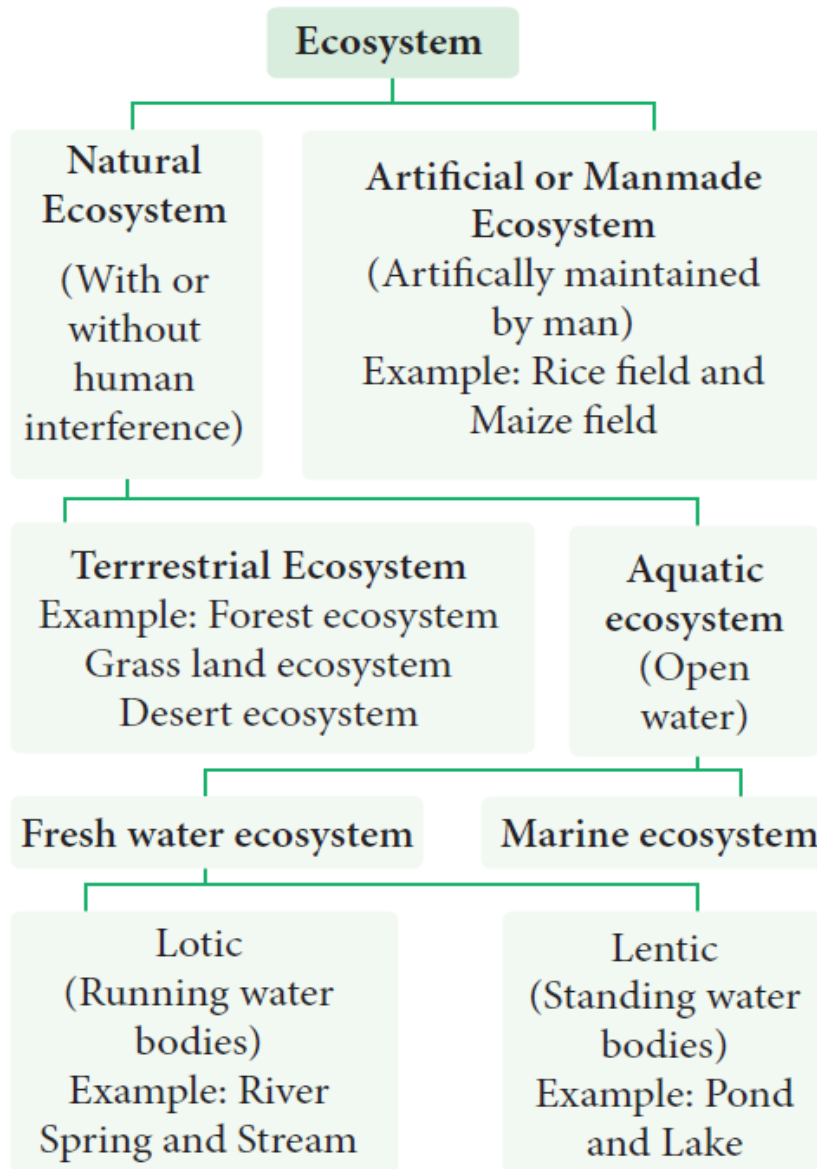 Ecosystem
Natural
Ecosystem
(With or
without
human
interference)
Artificial or Manmade
Ecosystem
(Artifically maintained
by man)
Example: Rice field and
Maize field
Terrrestrial Ecosystem
Example: Forest ecosystem
Grass land ecosystem
Desert ecosystem
Aquatic
ecosystem
(Open
water)
Fresh water ecosystem
Marine ecosystem
Lotic
(Running water
bodies)
Example: River
Spring and Stream
Lentic
(Standing water
bodies)
Example: Pond
and Lake